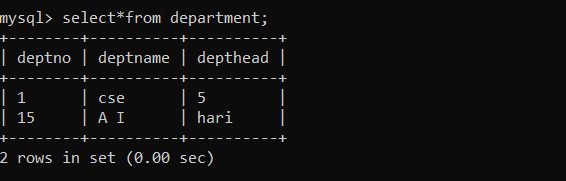 mysql> select*from department;
+--------+----------+----------+
| deptno | deptname | depthead |
+--------+----------+----------+
| 1      | cse      | 5        |
| 15     | A I      | hari     |
+--------+----------+----------+
2 rows in set (0.00 sec)